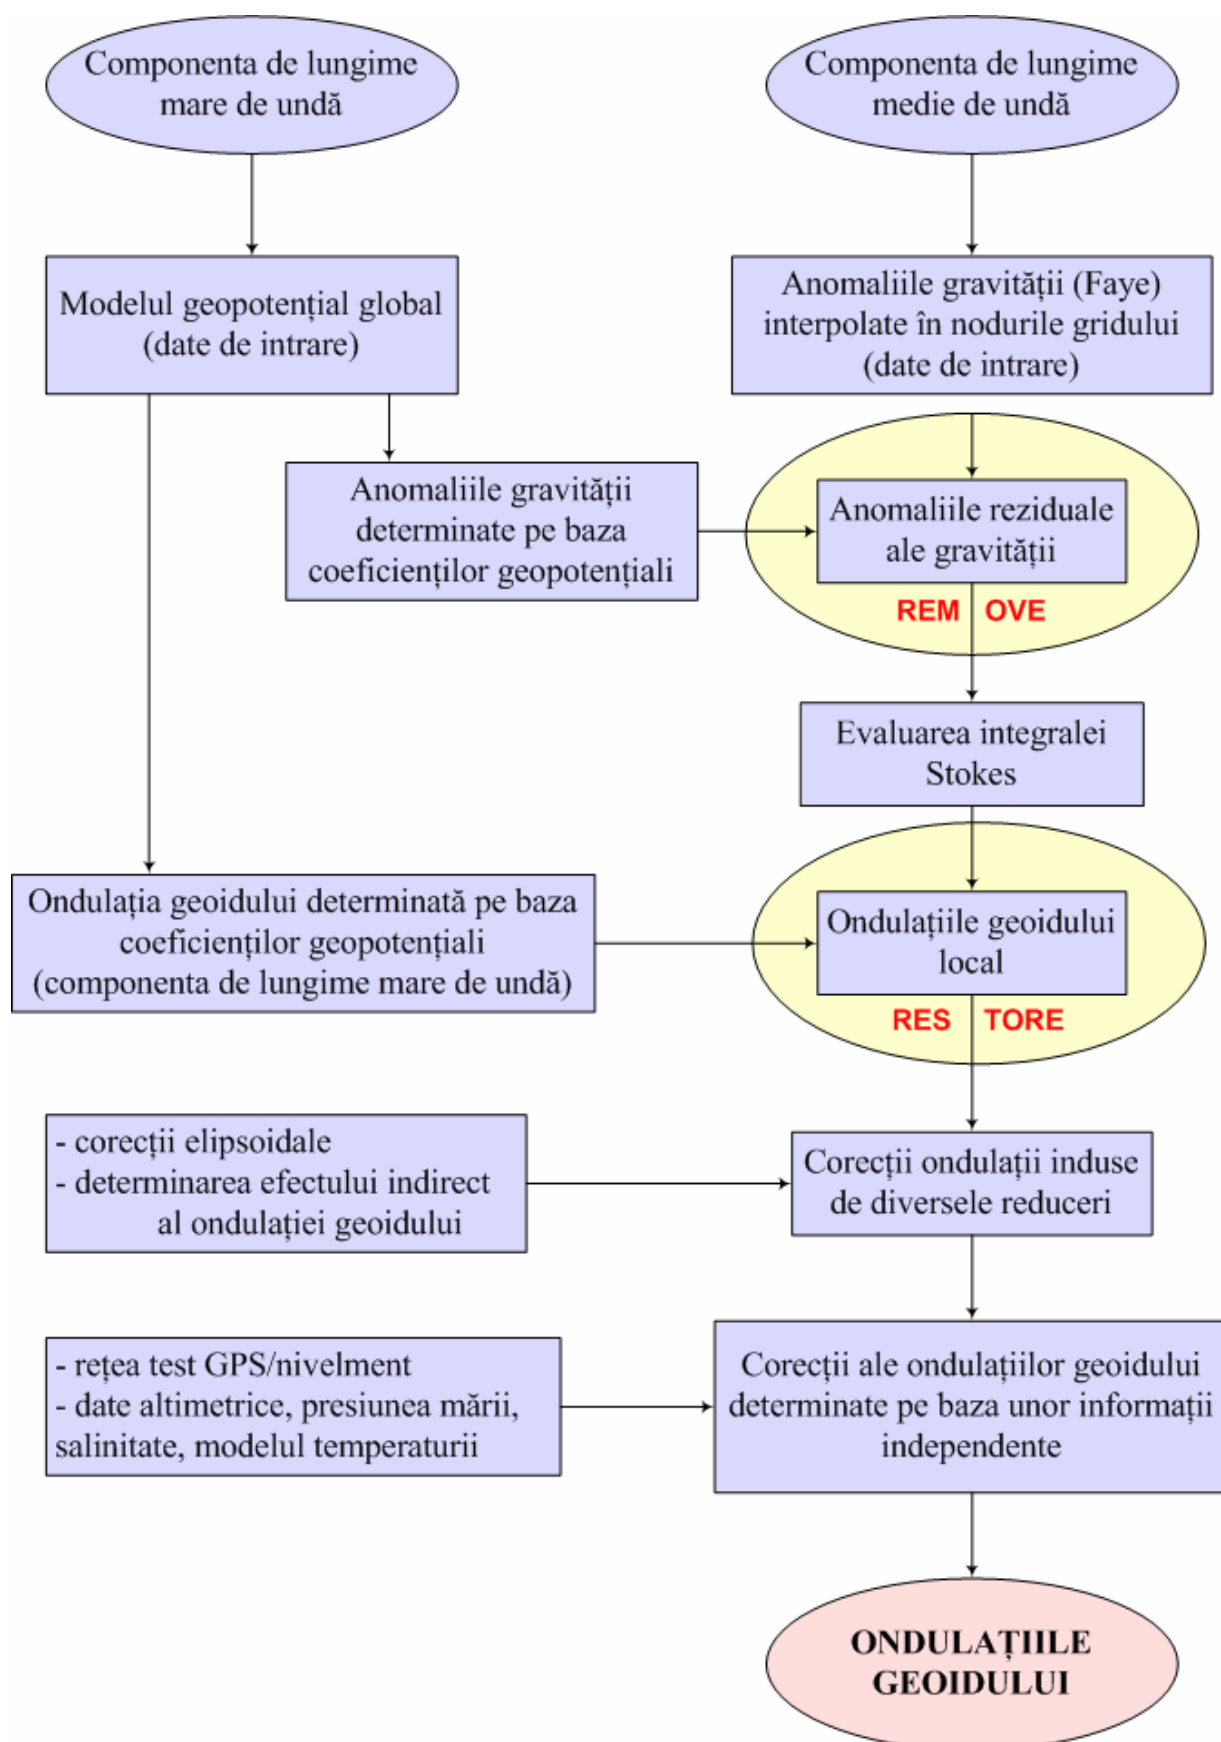 Componenta de lungime
mare de undă
Componenta de lungime
medie de undă
Modelul geopotențial global
(date de intrare)
Anomaliile gravității (Faye)
interpolate în nodurile gridului
(date de intrare)
Anomaliile gravității
determinate pe baza
coeficienților geopotențiali
Anomaliile reziduale
ale gravității
REM OVE
Evaluarea integralei
Stokes
Ondulația geoidului determinată pe baza
coeficienților geopotențiali
(componenta de lungime mare de undă)
Ondulațiile geoidului
local
RES TORE
- corecții elipsoidale
- determinarea efectului indirect
al ondulației geoidului
Corecții ondulații induse
de diversele reduceri
- rețea test GPS/nivelment
- date altimetrice, presiunea mării,
salinitate, modelul temperaturii
Corecții ale ondulațiilor geoidului
determinate pe baza unor informații
independente
ONDULAȚIILE
GEOIDULUI